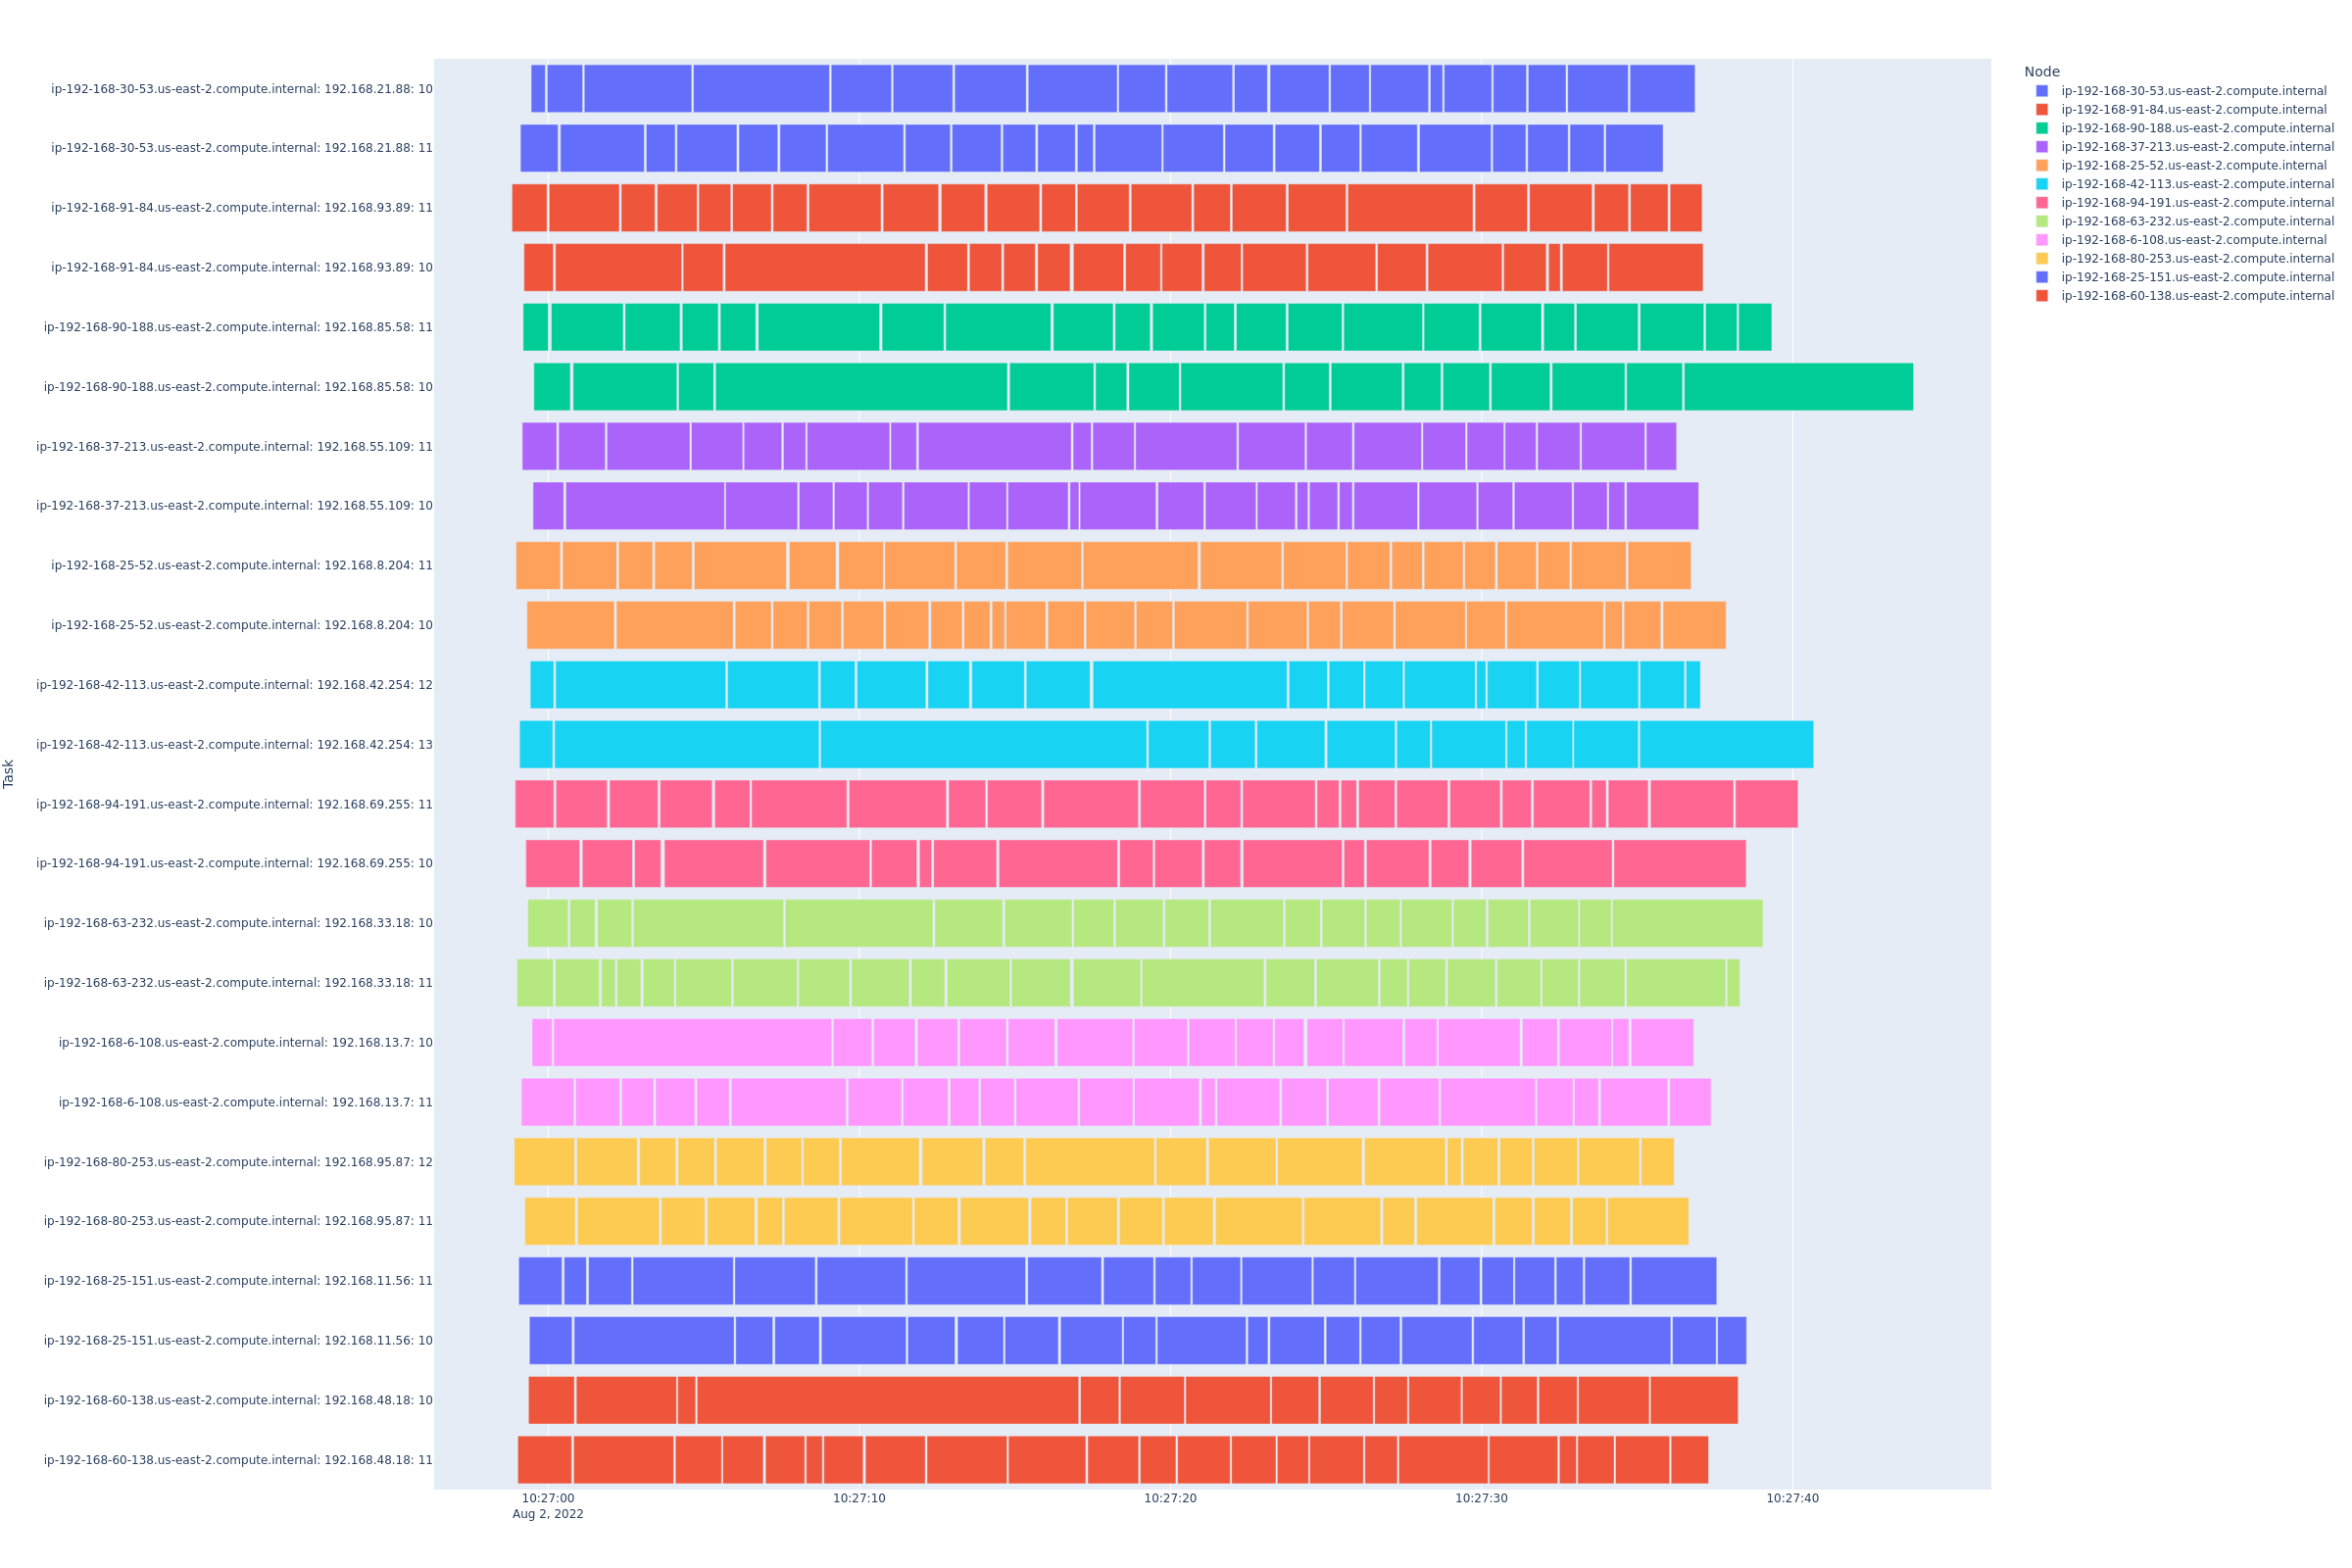 Task
ip-192-168-30-53.us-east-2.compute.internal: 192.168.21.88: 10
ip-192-168-30-53.us-east-2.compute.internal: 192.168.21.88: 11
ip-192-168-91-84.us-east-2.compute.internal: 192.168.93.89: 11
ip-192-168-91-84.us-east-2.compute.internal: 192.168.93.89: 10
ip-192-168-90-188.us-east-2.compute.internal: 192.168.85.58: 11
ip-192-168-90-188.us-east-2.compute.internal: 192.168.85.58: 10
ip-192-168-37-213.us-east-2.compute.internal: 192.168.55.109: 11
ip-192-168-37-213.us-east-2.compute.internal: 192.168.55.109: 10
ip-192-168-25-52.us-east-2.compute.internal: 192.168.8.204: 11
ip-192-168-25-52.us-east-2.compute.internal: 192.168.8.204: 10
ip-192-168-42-113.us-east-2.compute.internal: 192.168.42.254: 12
ip-192-168-42-113.us-east-2.compute.internal: 192.168.42.254: 13
ip-192-168-94-191.us-east-2.compute.internal: 192.168.69.255: 11
ip-192-168-94-191.us-east-2.compute.internal: 192.168.69.255: 10
ip-192-168-63-232.us-east-2.compute.internal: 192.168.33.18: 10
ip-192-168-63-232.us-east-2.compute.internal: 192.168.33.18: 11
ip-192-168-6-108.us-east-2.compute.internal: 192.168.13.7: 10
ip-192-168-6-108.us-east-2.compute.internal: 192.168.13.7: 11
ip-192-168-80-253.us-east-2.compute.internal: 192.168.95.87: 12
ip-192-168-80-253.us-east-2.compute.internal: 192.168.95.87: 11
ip-192-168-25-151.us-east-2.compute.internal: 192.168.11.56: 11
ip-192-168-25-151.us-east-2.compute.internal: 192.168.11.56: 10
ip-192-168-60-138.us-east-2.compute.internal: 192.168.48.18: 10
ip-192-168-60-138.us-east-2.compute.internal: 192.168.48.18: 11
10:27:00 10:27:10 10:27:20 10:27:30 10:27:40
Aug 2, 2022
Node
ip-192-168-30-53.us-east-2.compute.internal
ip-192-168-91-84.us-east-2.compute.internal
ip-192-168-90-188.us-east-2.compute.internal
ip-192-168-37-213.us-east-2.compute.internal
ip-192-168-25-52.us-east-2.compute.internal
ip-192-168-42-113.us-east-2.compute.internal
ip-192-168-94-191.us-east-2.compute.internal
ip-192-168-63-232.us-east-2.compute.internal
ip-192-168-6-108.us-east-2.compute.internal
ip-192-168-80-253.us-east-2.compute.internal
ip-192-168-25-151.us-east-2.compute.internal
ip-192-168-60-138.us-east-2.compute.internal